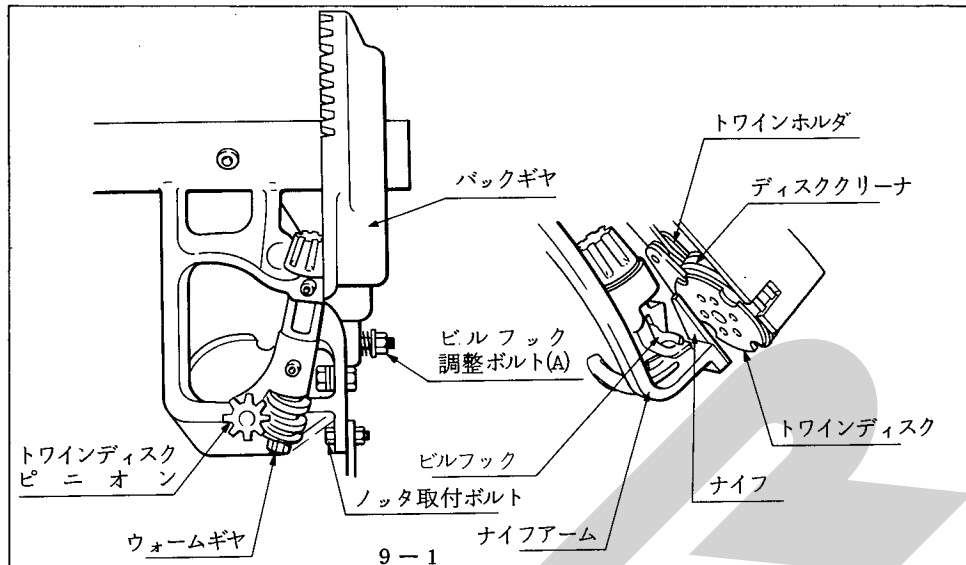 トワインホルダ
ディスククリーナ
バックギヤ
ビルフック
調整ボルト(A)
トワインディスク
トワインディスク
ピニオン
ビルフック
ナイフ
ノッタ取付ボルト
ナイフアーム
ウォームギヤ
9－1